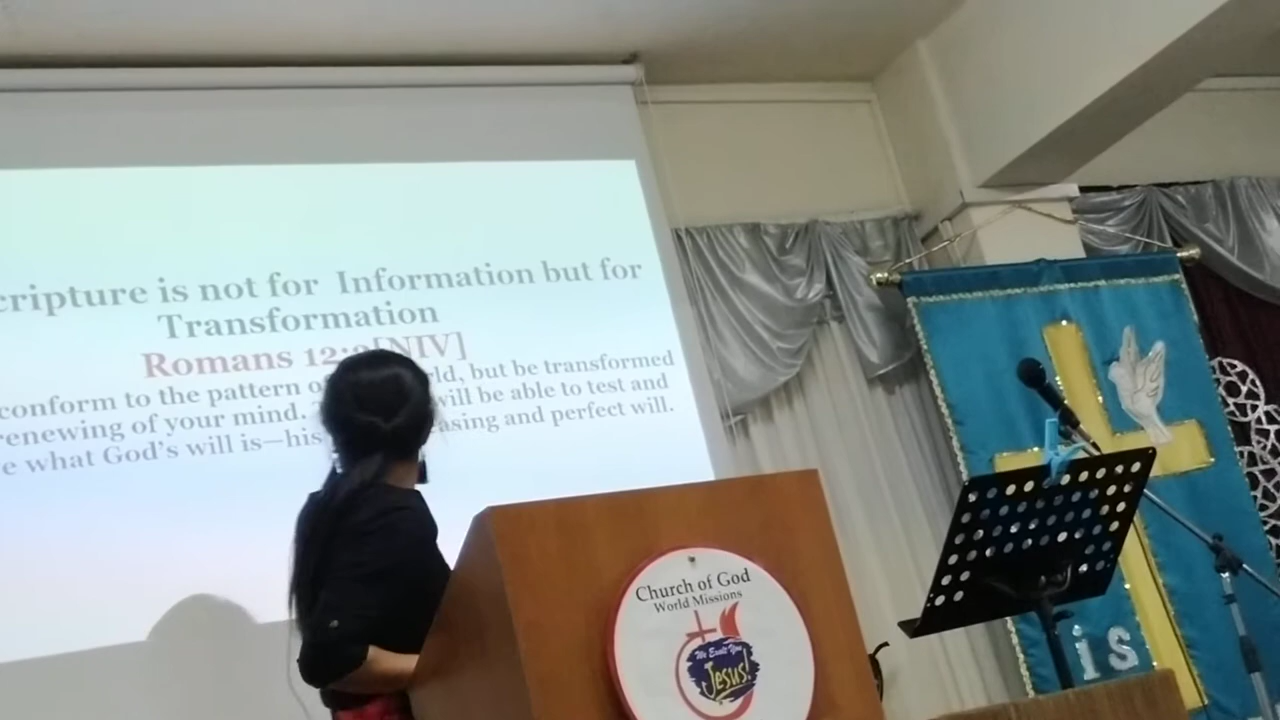 cripture is not for Information but for
Transformation
Romans 12:2[NIV]
conform to the pattern o ld, but be transformed
renewing of your mind. will be able to test and
e what God's will is—his easing and perfect will.
Church of God
World Missions
We Exalt You
Jesus!
is